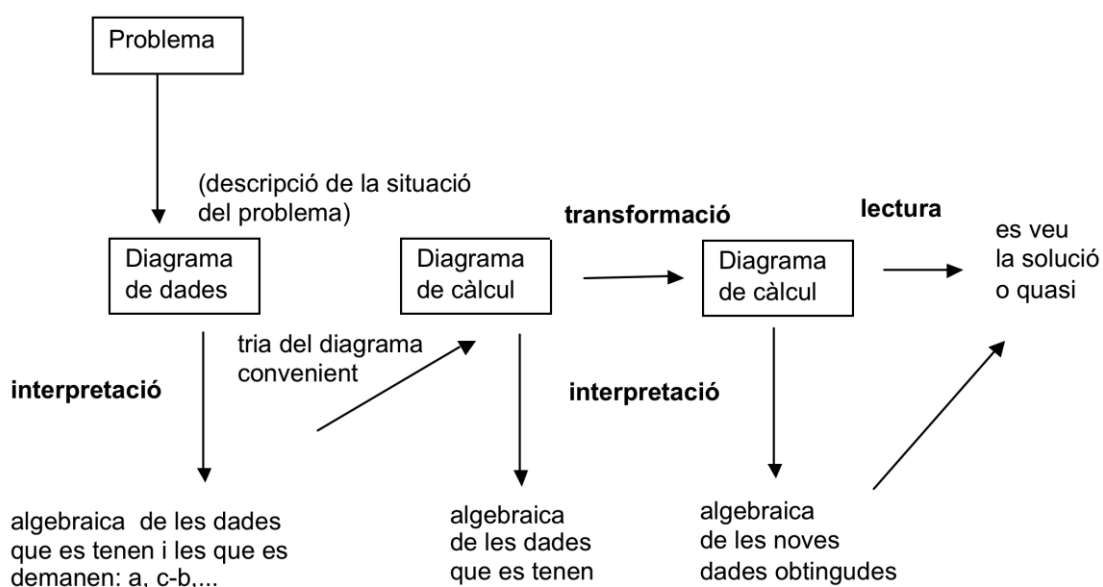 Problema
(descripció de la situació
del problema)
transformació
lectura
es veu
la solució
o quasi
Diagrama
de dades
Diagrama
de càlcul
Diagrama
de càlcul
tria del diagrama
convenient
interpretació
interpretació
algebraica de les dades
que es tenen i les que es
demanen: a, c-b,...
algebraica
de les dades
que es tenen
algebraica
de les noves
dades obtingudes